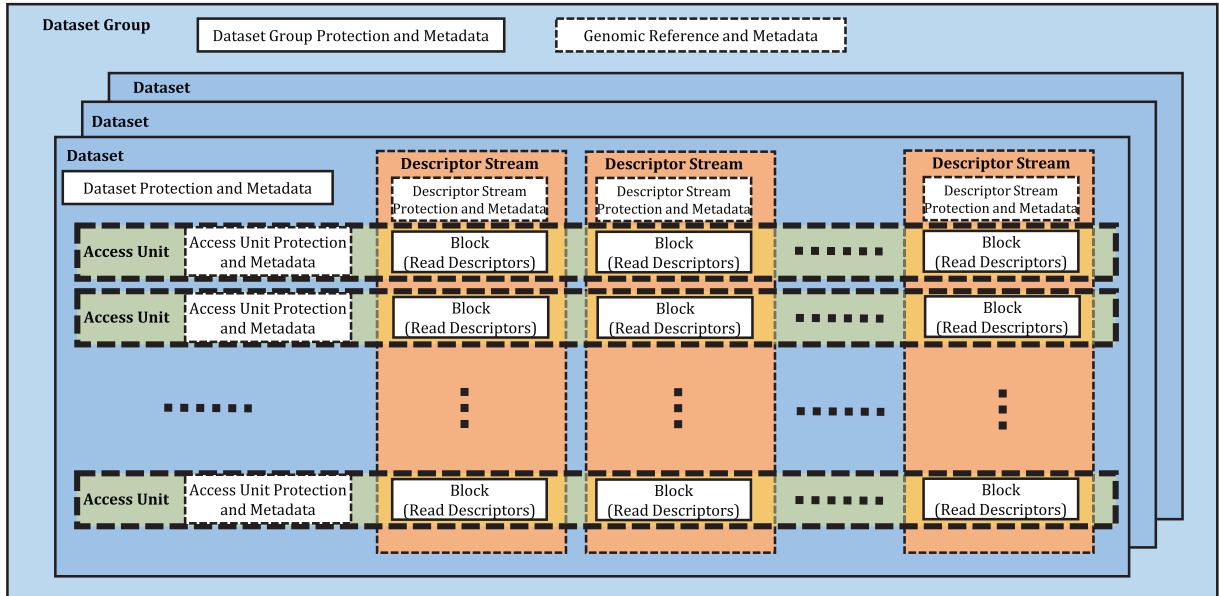 Dataset Group
Dataset Group Protection and Metadata
Genomic Reference and Metadata
Dataset
Dataset
Dataset
Dataset Protection and Metadata
Descriptor Stream
Descriptor Stream
Protection and Metadata
Descriptor Stream
Descriptor Stream
Protection and Metadata
Descriptor Stream
Descriptor Stream
Protection and Metadata
Access Unit
Access Unit Protection
and Metadata
Block
(Read Descriptors)
Block
(Read Descriptors)
Block
(Read Descriptors)
Access Unit
Access Unit Protection
and Metadata
Block
(Read Descriptors)
Block
(Read Descriptors)
Block
(Read Descriptors)
Access Unit
Access Unit Protection
and Metadata
Block
(Read Descriptors)
Block
(Read Descriptors)
Block
(Read Descriptors)